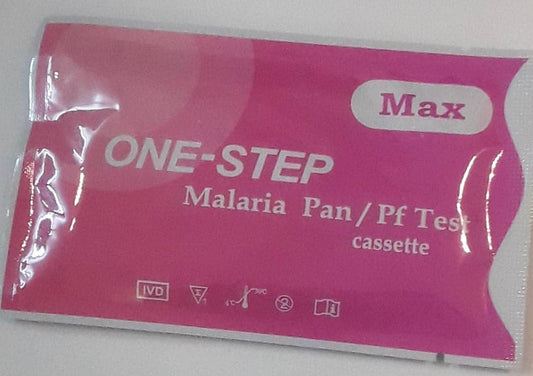 Max
ONE-STEP
Malaria Pan / Pf Test
cassette
IVD